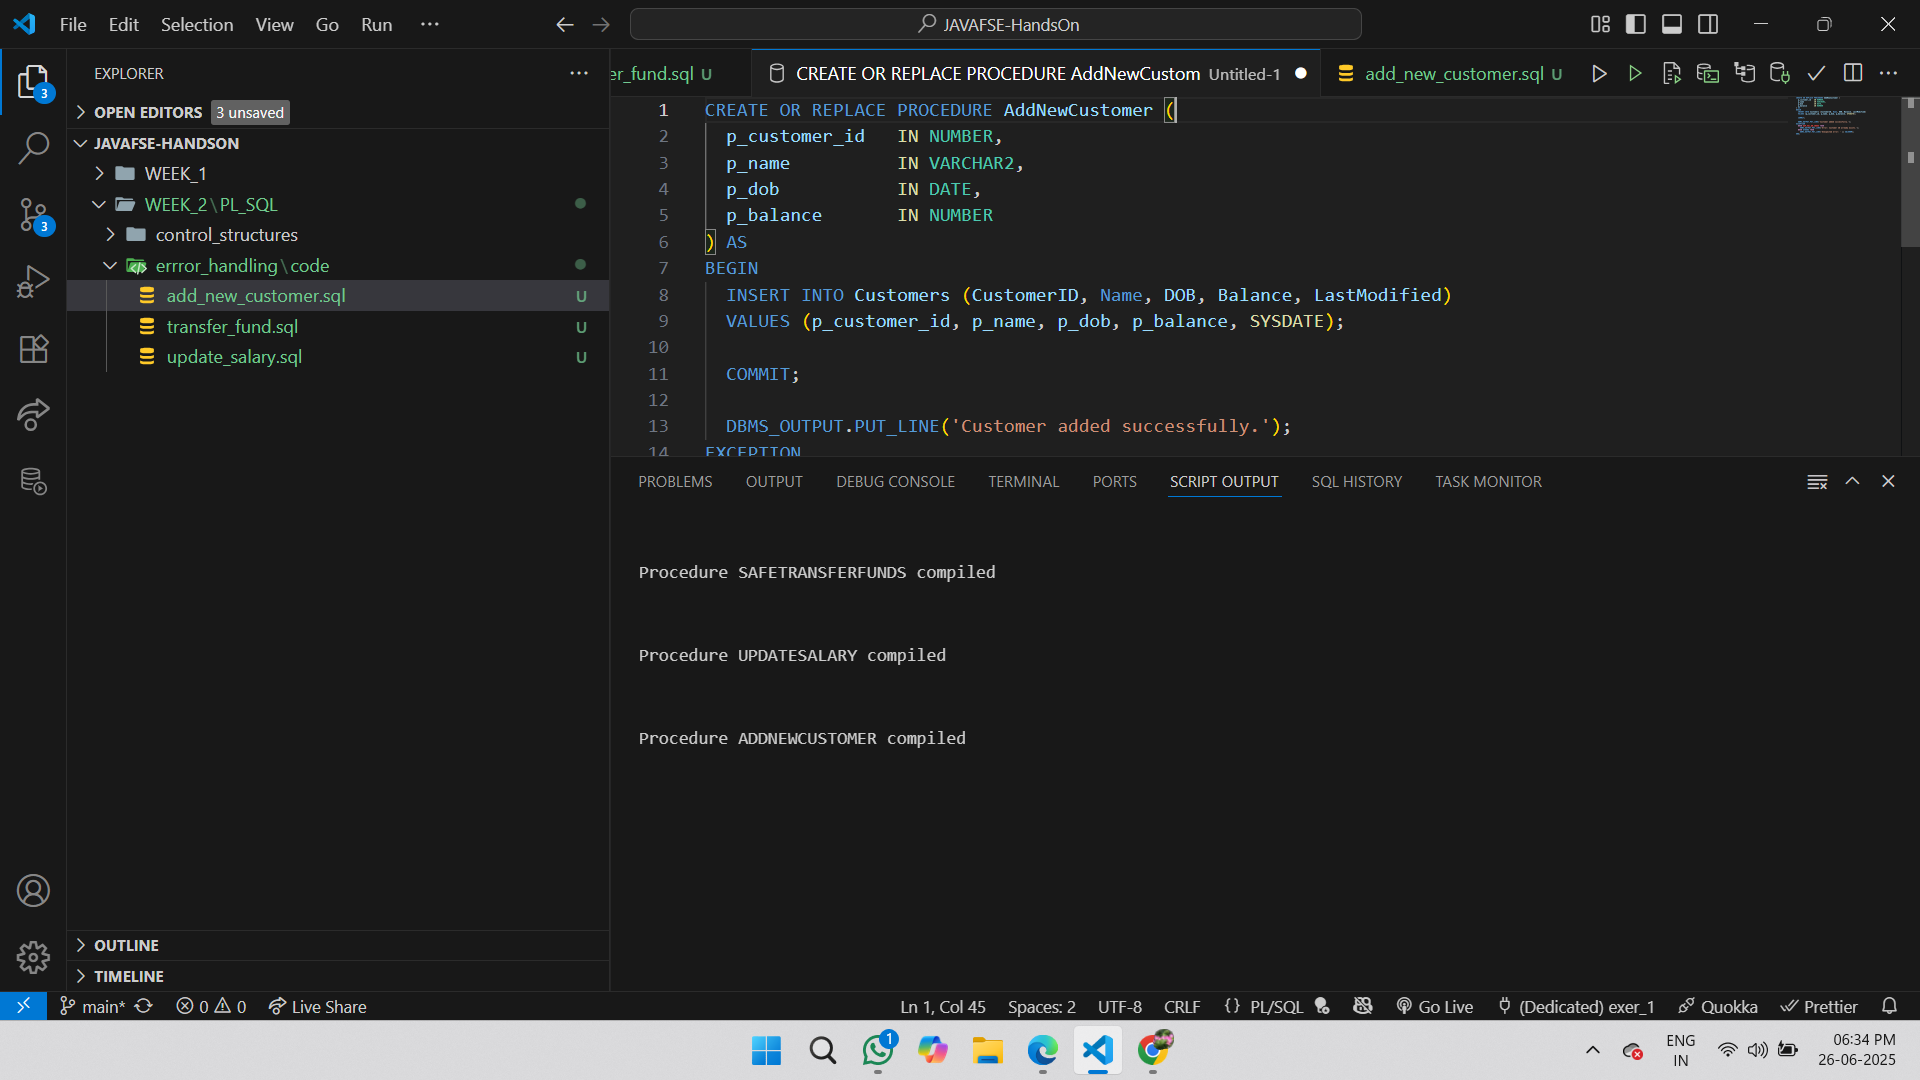 File Edit Selection View Go Run ···
JAVAFSE-HandsOn
EXPLORER
OPEN EDITORS 3 unsaved
JAVAFSE-HANDSON
WEEK_1
WEEK_2\PL_SQL
control_structures
errror_handling\code
add_new_customer.sql U
transfer_fund.sql U
update_salary.sql U
OUTLINE
TIMELINE
3
3
er_fund.sql U
CREATE OR REPLACE PROCEDURE AddNewCustom Untitled-1
add_new_customer.sql U
1 CREATE OR REPLACE PROCEDURE AddNewCustomer (
2 p_customer_id IN NUMBER,
3 p_name IN VARCHAR2,
4 p_dob IN DATE,
5 p_balance IN NUMBER
6 ) AS
7 BEGIN
8 INSERT INTO Customers (CustomerID, Name, DOB, Balance, LastModified)
9 VALUES (p_customer_id, p_name, p_dob, p_balance, SYSDATE);
10
11 COMMIT;
12
13 DBMS_OUTPUT.PUT_LINE('Customer added successfully.');
14 EXCEPTION
PROBLEMS OUTPUT DEBUG CONSOLE TERMINAL PORTS SCRIPT OUTPUT SQL HISTORY TASK MONITOR
Procedure SAFETRANSFERFUNDS compiled
Procedure UPDATESALARY compiled
Procedure ADDNEWCUSTOMER compiled
main* 0 0 Live Share
Ln 1, Col 45 Spaces: 2 UTF-8 CRLF {} PL/SQL Go Live (Dedicated) exer_1 Quokka Prettier
1
ENG
IN
06:34 PM
26-06-2025